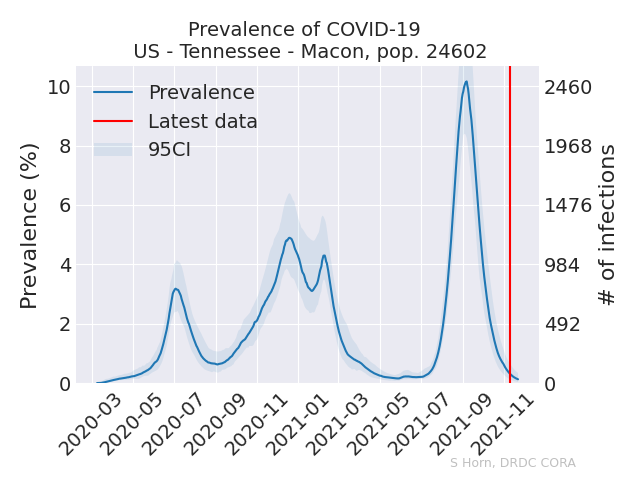 Prevalence of COVID-19
US - Tennessee - Macon, pop. 24602
Prevalence (%)
10
8
6
4
2
0
Prevalence
Latest data
95CI
2460
1968
1476
984
492
0
# of infections
2020-03
2020-05
2020-07
2020-09
2020-11
2021-01
2021-03
2021-05
2021-07
2021-09
2021-11
S Horn, DRDC CORA